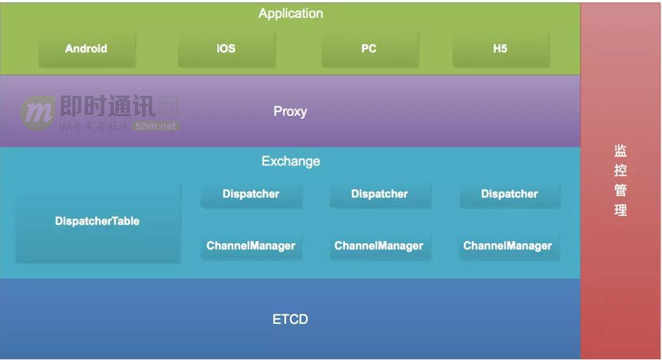 Application
Android
iOS
PC
H5
即时通讯网
IM开发者社区 52im.net
Proxy
Exchange
DispatcherTable
Dispatcher
Dispatcher
Dispatcher
ChannelManager
ChannelManager
ChannelManager
ETCD
监
控
管
理